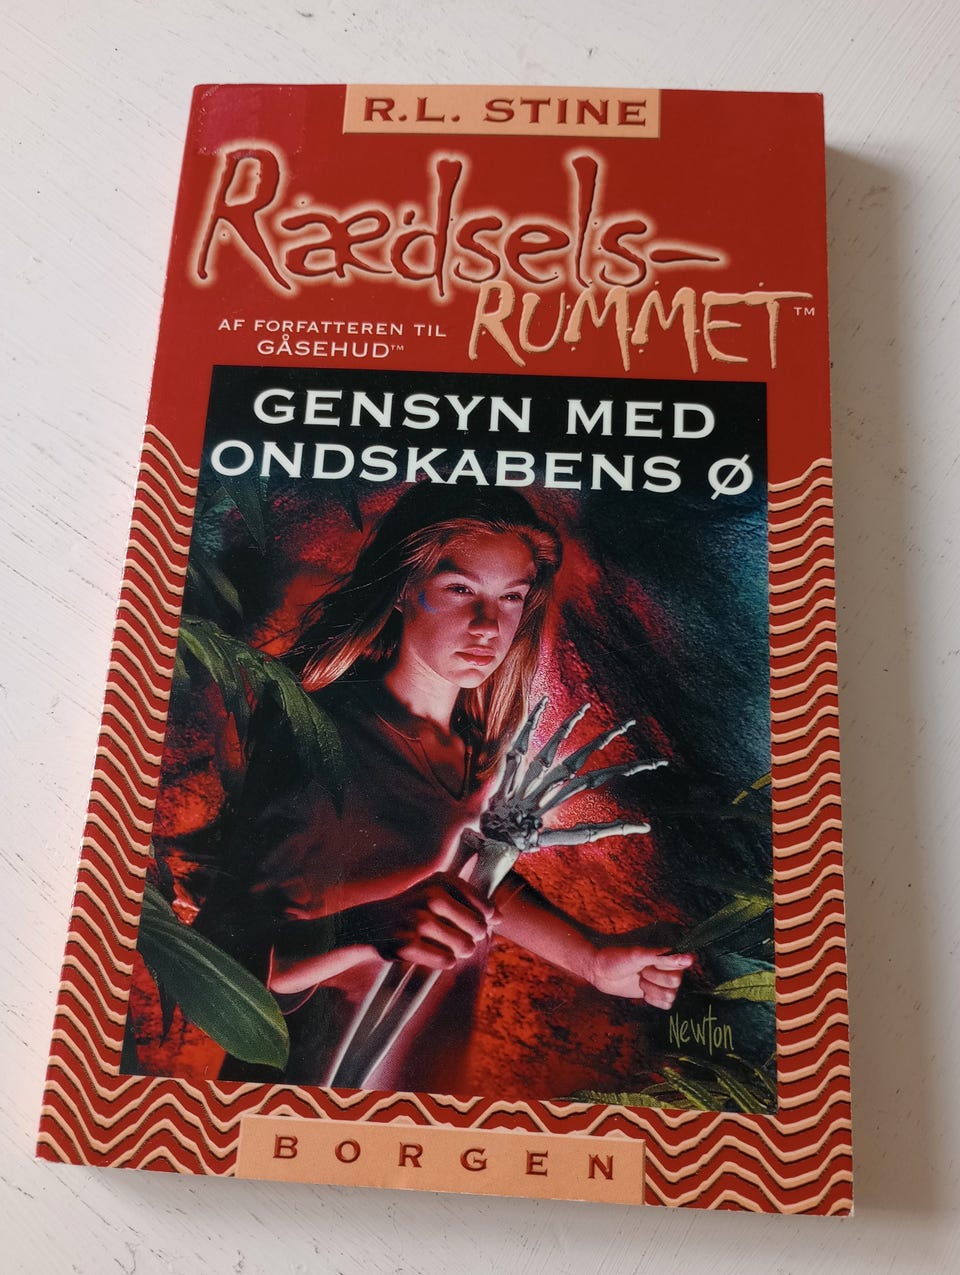 R.L. STINE
Rædsels-
RUMMET™
AF FORFATTEREN TIL
GÅSEHUD™
GENSYN MED
ONDSKABENS Ø
Newton
BORGEN